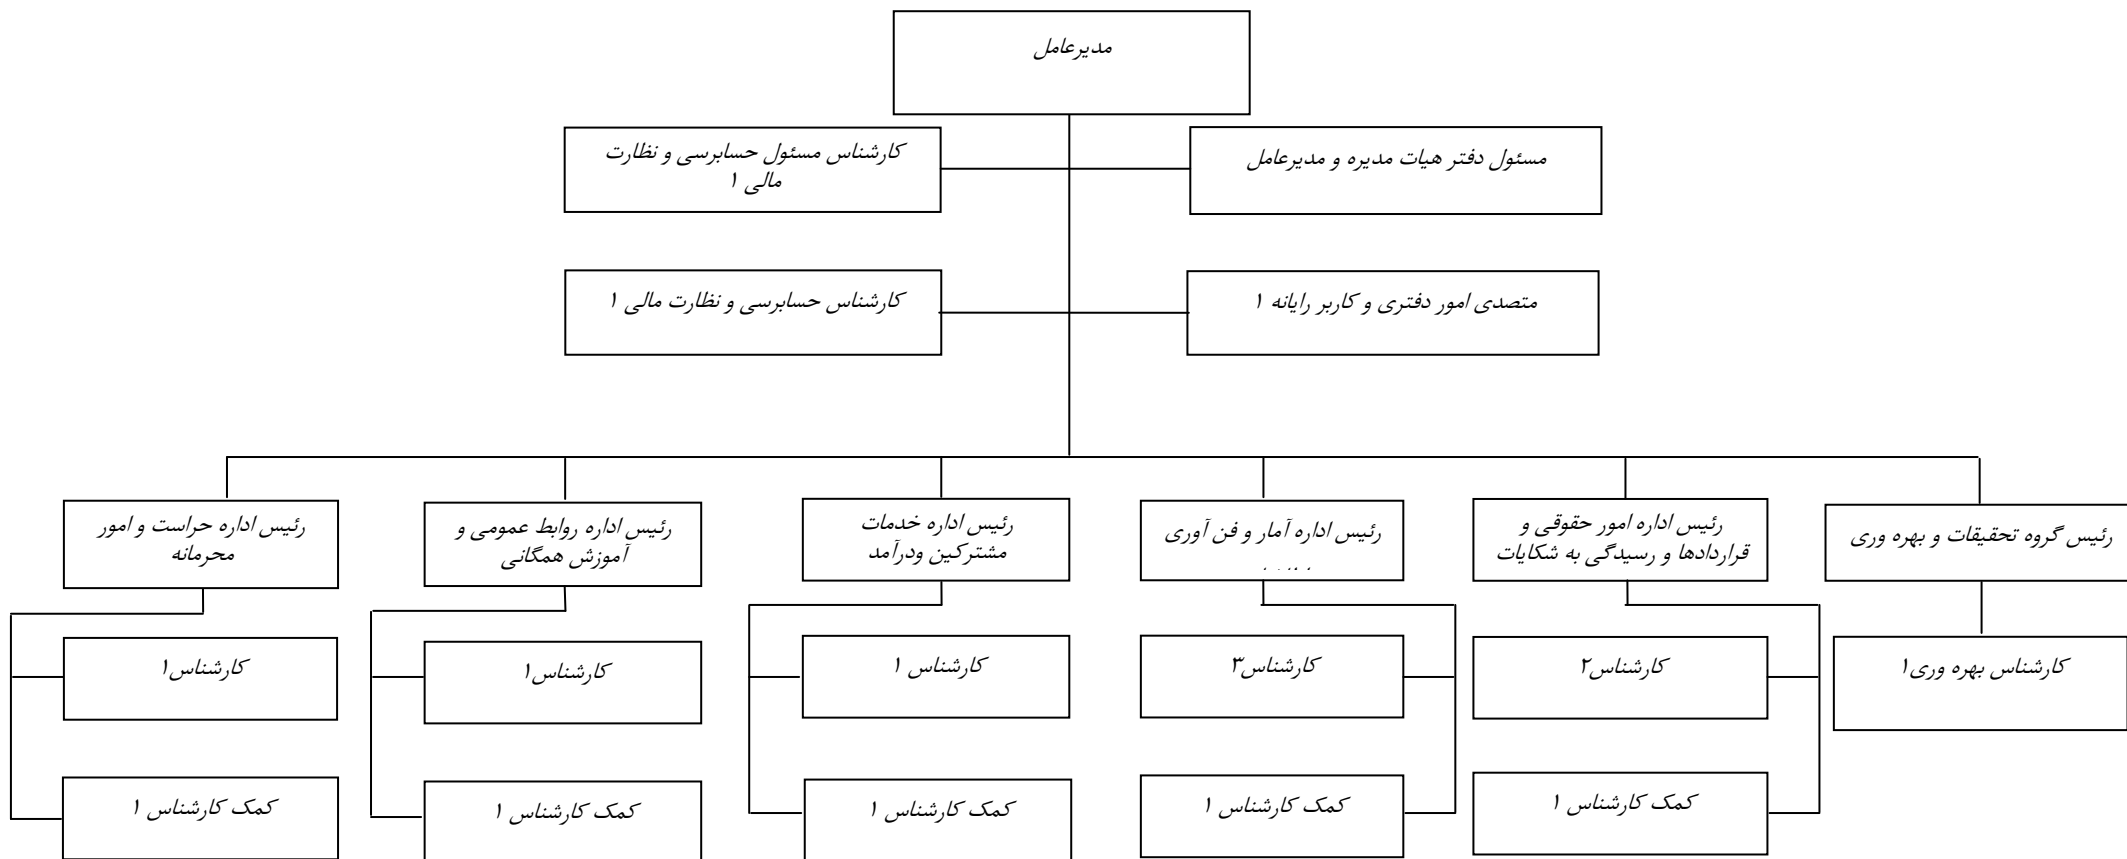 مدیرعامل
مسئول دفتر هیات مدیره و مدیرعامل
کارشناس مسئول حسابرسی و نظارت
مالی ۱
متصدی امور دفتری و کاربر رایانه ۱
کارشناس حسابرسی و نظارت مالی ۱
رئیس گروه تحقیقات و بهره وری
رئیس اداره امور حقوقی و
قراردادها و رسیدگی به شکایات
رئیس اداره آمار و فن آوری
رئیس اداره خدمات
مشترکین ودرآمد
رئیس اداره روابط عمومی و
آموزش همگانی
رئیس اداره حراست و امور
محرمانه
کارشناس بهره وری۱
کارشناس۲
کارشناس۳
کارشناس ۱
کارشناس۱
کارشناس۱
کمک کارشناس ۱
کمک کارشناس ۱
کمک کارشناس ۱
کمک کارشناس ۱
کمک کارشناس ۱